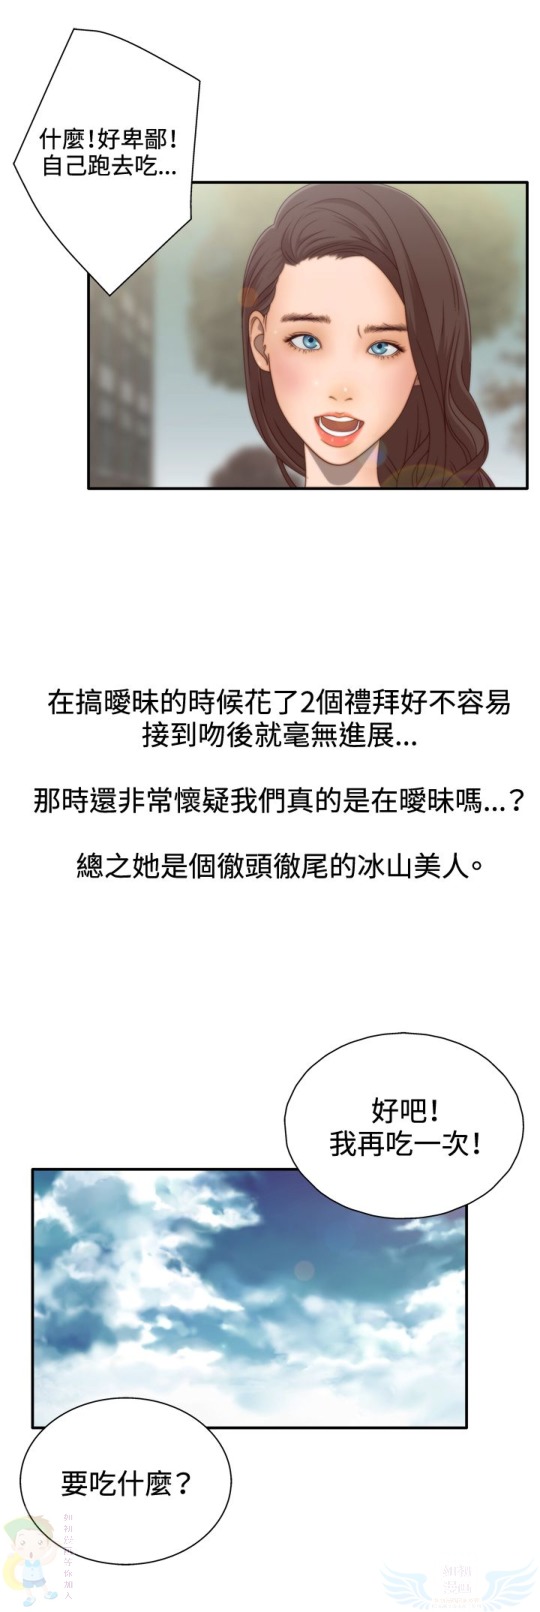 什麼！好卑鄙！
自己跑去吃...
在搞曖昧的時候花了2個禮拜好不容易
接到吻後就毫無進展...
那時還非常懷疑我們真的是在曖昧嗎...？
總之她是個徹頭徹尾的冰山美人。
好吧！
我再吃一次！
要吃什麼？